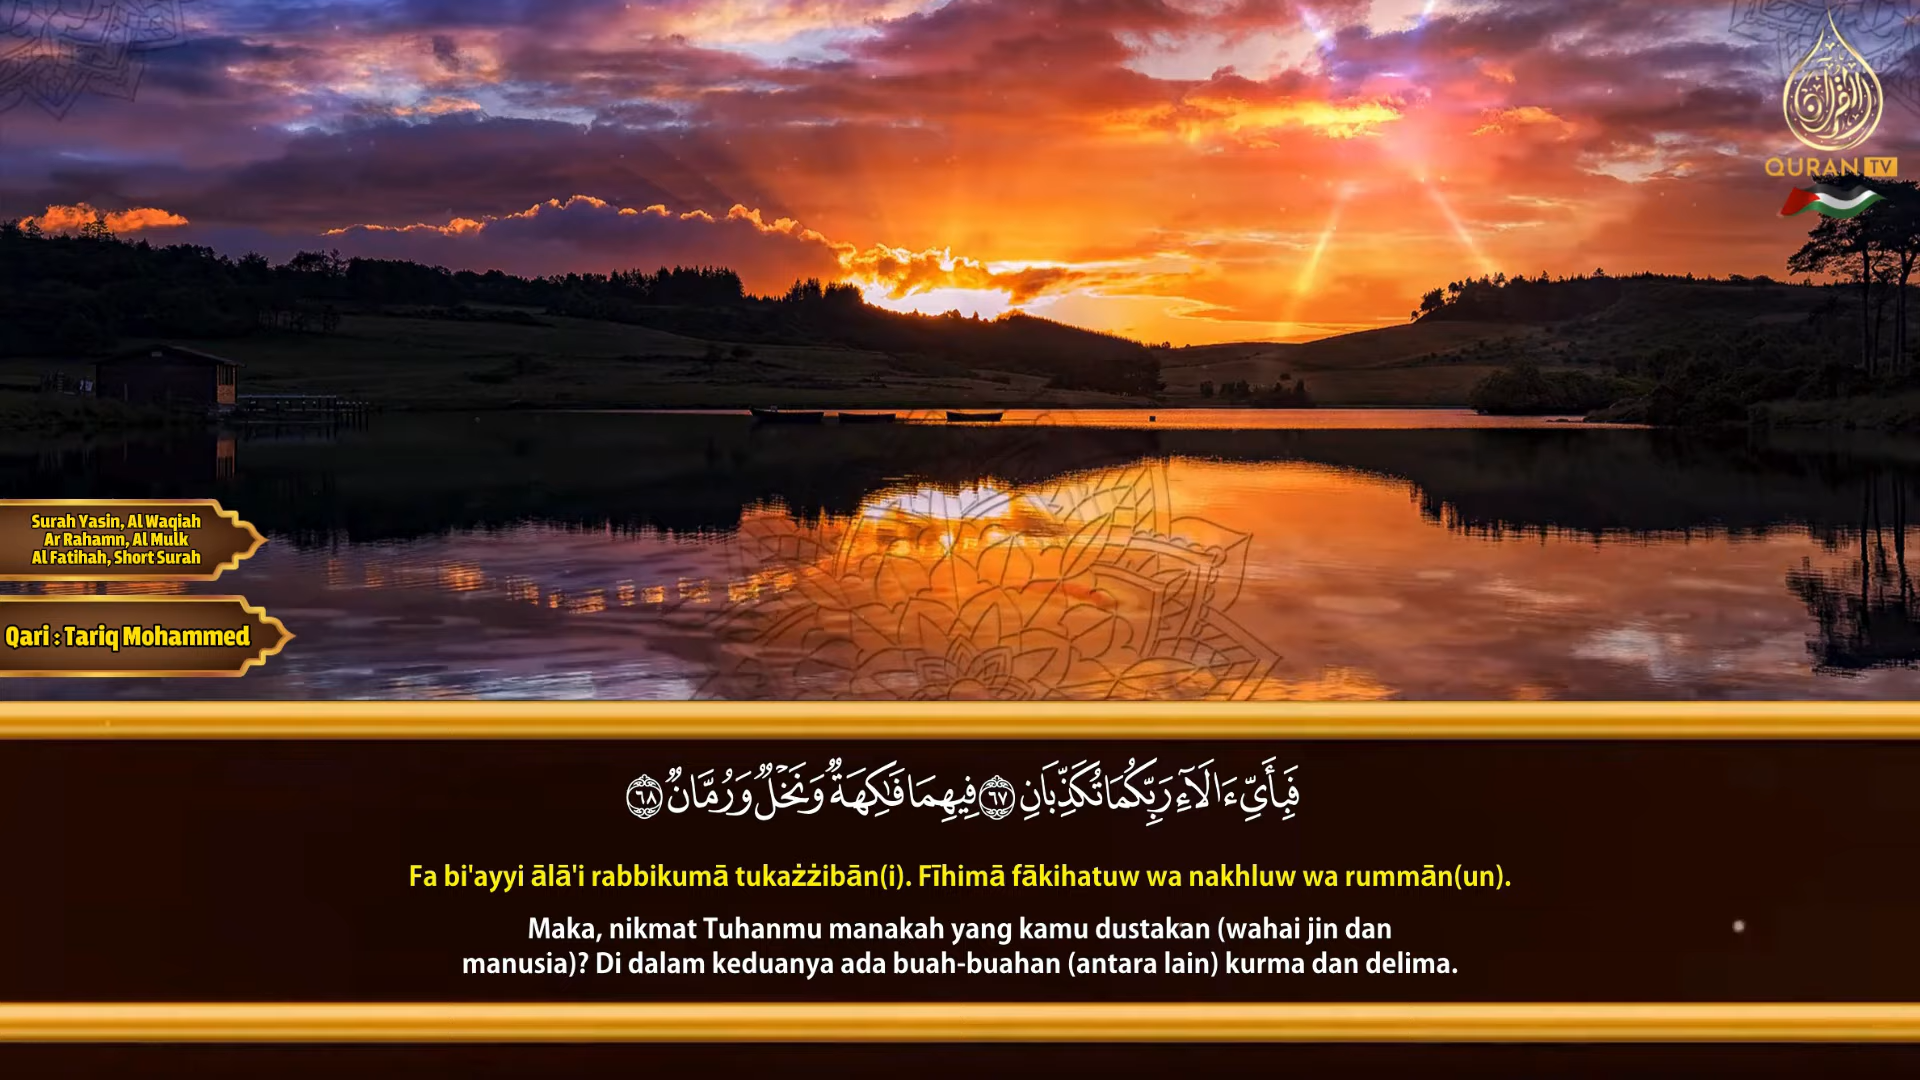 القرآن
QURAN TV
Surah Yasin, Al Waqiah
Ar Rahamn, Al Mulk
Al Fatihah, Short Surah
Qari : Tariq Mohammed
فَبِأَىِّ ءَالَآءِ رَبِّكُمَا تُكَذِّبَانِ ٦٧ فِيهِمَا فَٰكِهَةٌ وَنَخْلٌ وَرُمَّانٌ ٦٨
Fa bi'ayyi ālā'i rabbikumā tukażżibān(i). Fīhimā fākihatuw wa nakhluw wa rummān(un).
Maka, nikmat Tuhanmu manakah yang kamu dustakan (wahai jin dan
manusia)? Di dalam keduanya ada buah-buahan (antara lain) kurma dan delima.